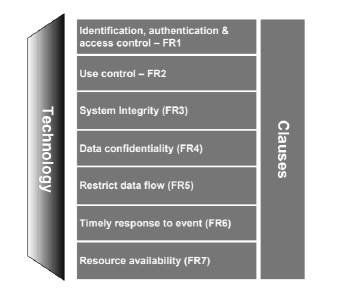 Technology
Identification, authentication &
access control – FR1
Use control – FR2
System Integrity (FR3)
Data confidentiality (FR4)
Restrict data flow (FR5)
Timely response to event (FR6)
Resource availability (FR7)
Clauses